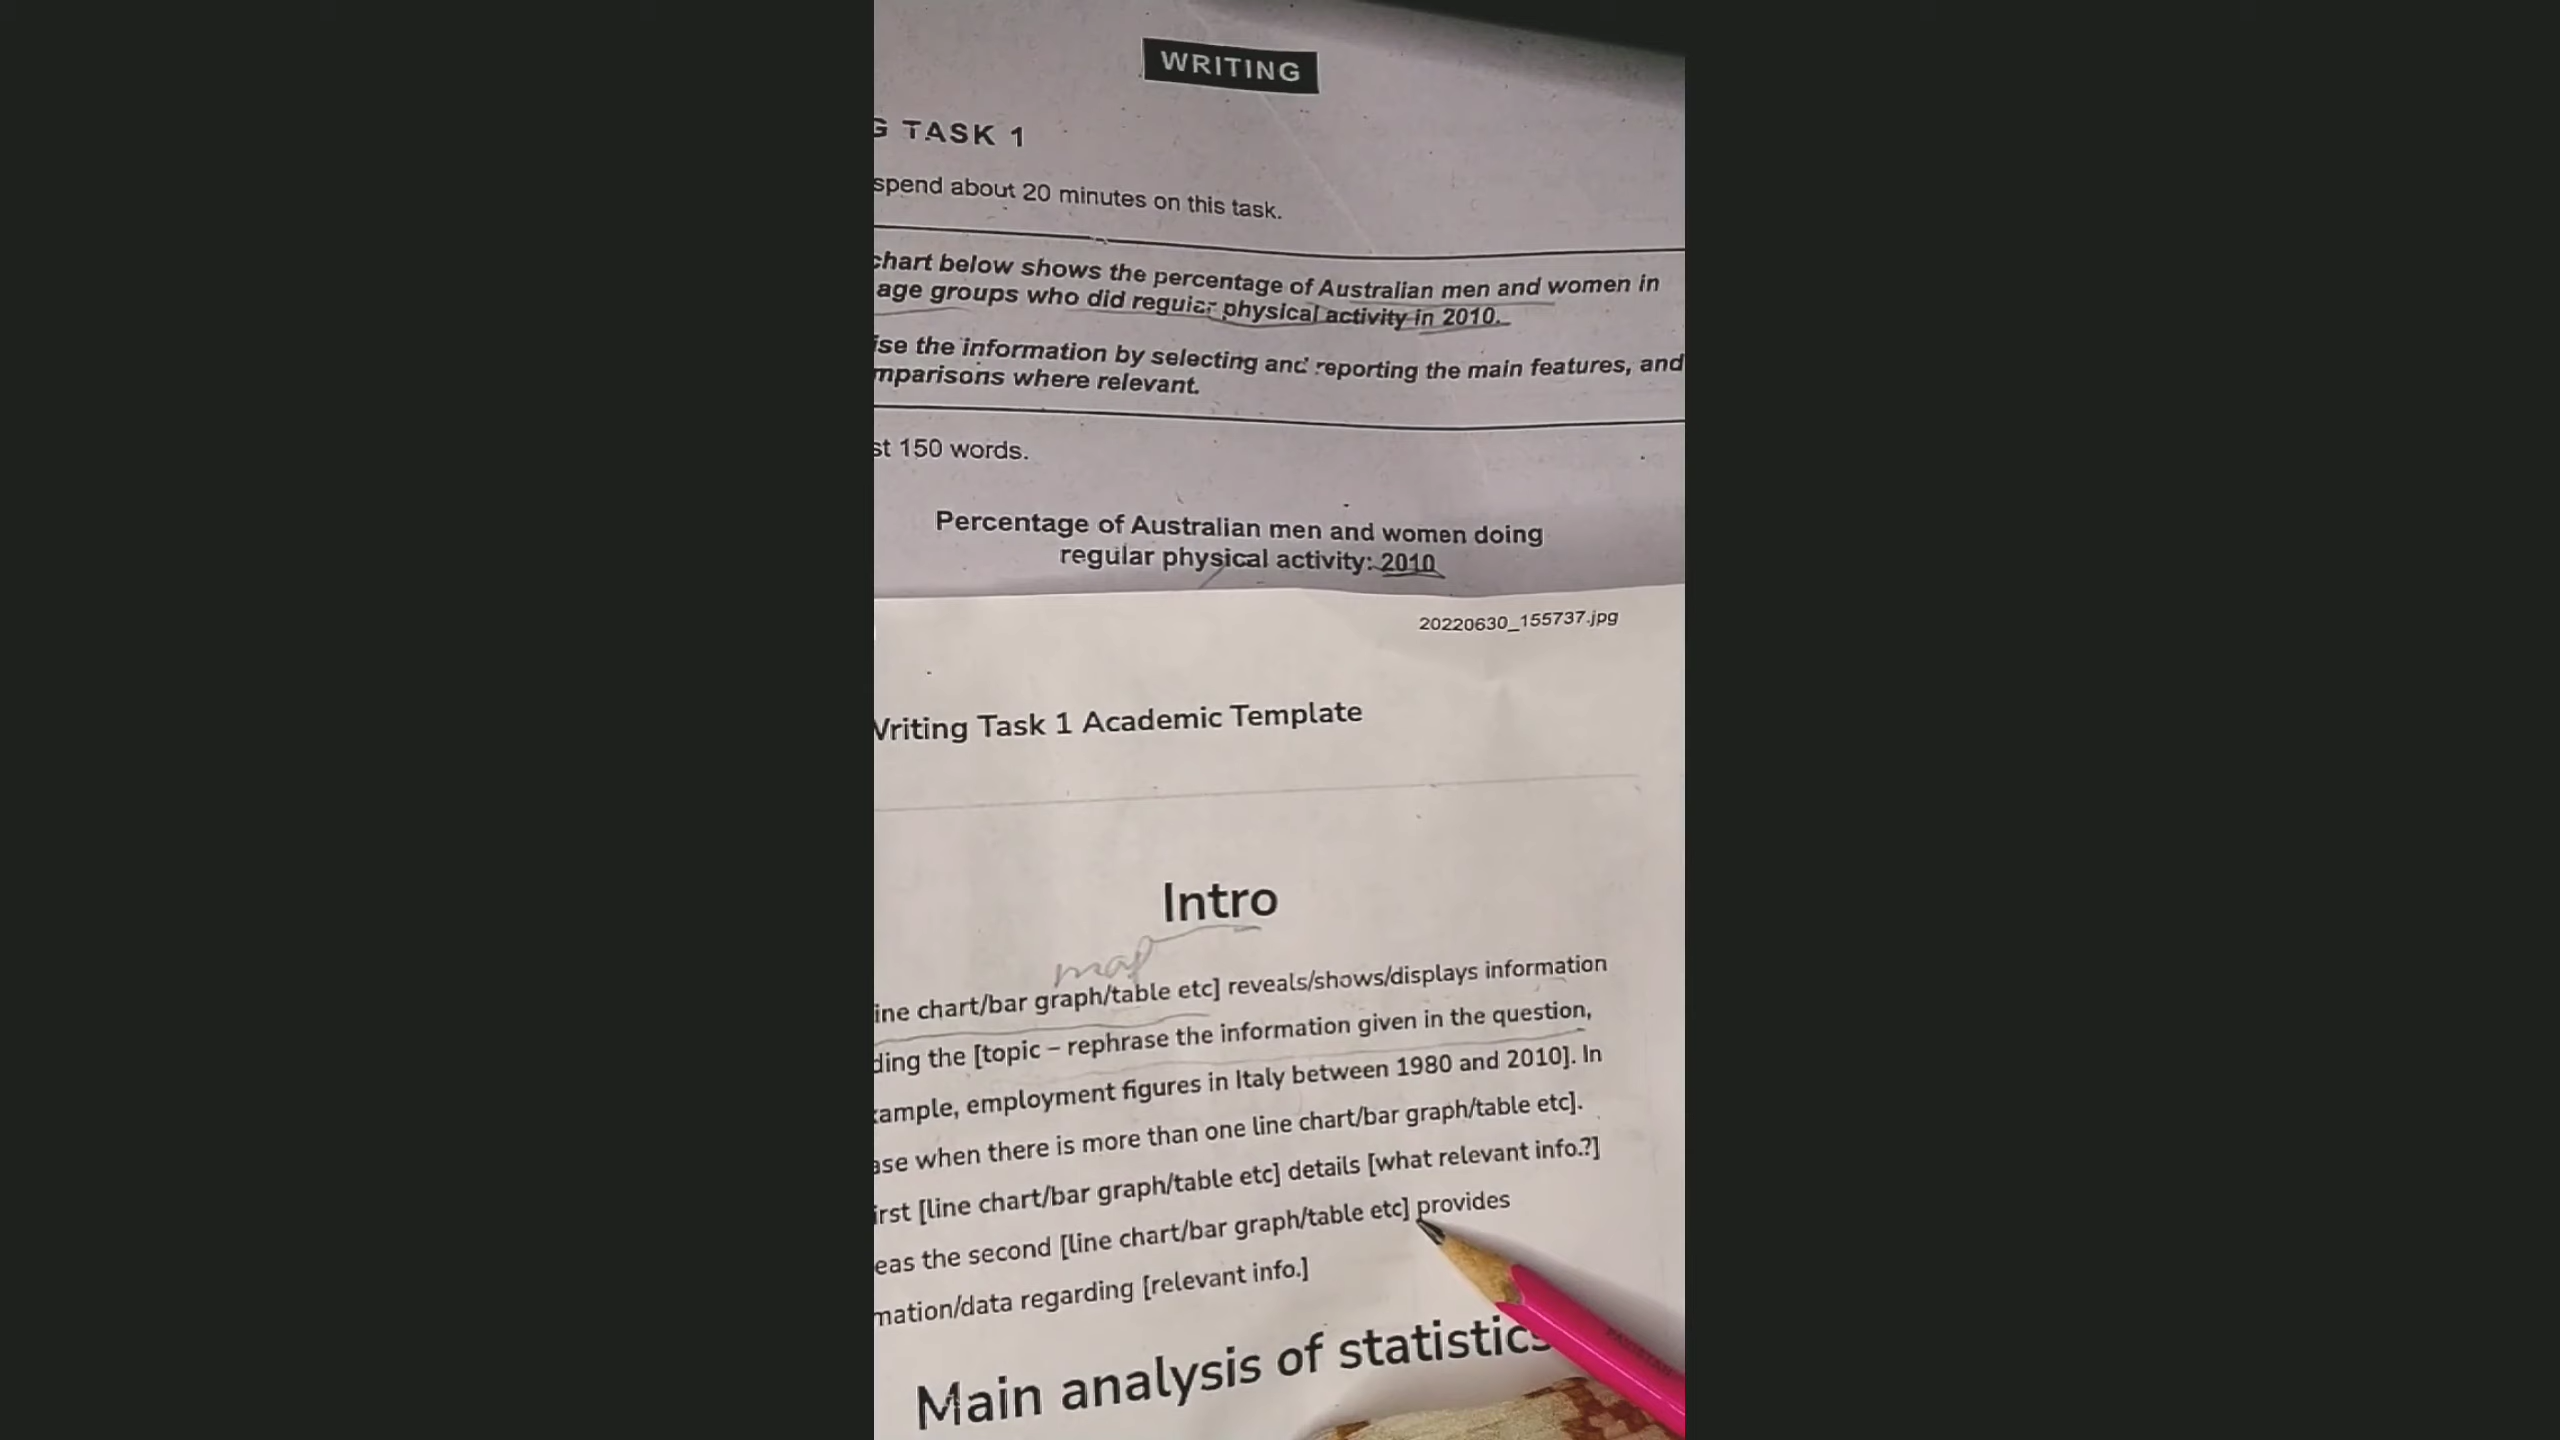 WRITING
G TASK 1
spend about 20 minutes on this task.
chart below shows the percentage of Australian men and women in
age groups who did regular physical activity in 2010.
ise the information by selecting and reporting the main features, and
mparisons where relevant.
st 150 words.
Percentage of Australian men and women doing
regular physical activity: 2010
20220630_155737.jpg
Writing Task 1 Academic Template
Intro
map
ine chart/bar graph/table etc] reveals/shows/displays information
ding the [topic – rephrase the information given in the question,
xample, employment figures in Italy between 1980 and 2010]. In
ase when there is more than one line chart/bar graph/table etc].
irst [line chart/bar graph/table etc] details [what relevant info.?]
eas the second [line chart/bar graph/table etc] provides
mation/data regarding [relevant info.]
Main analysis of statistics